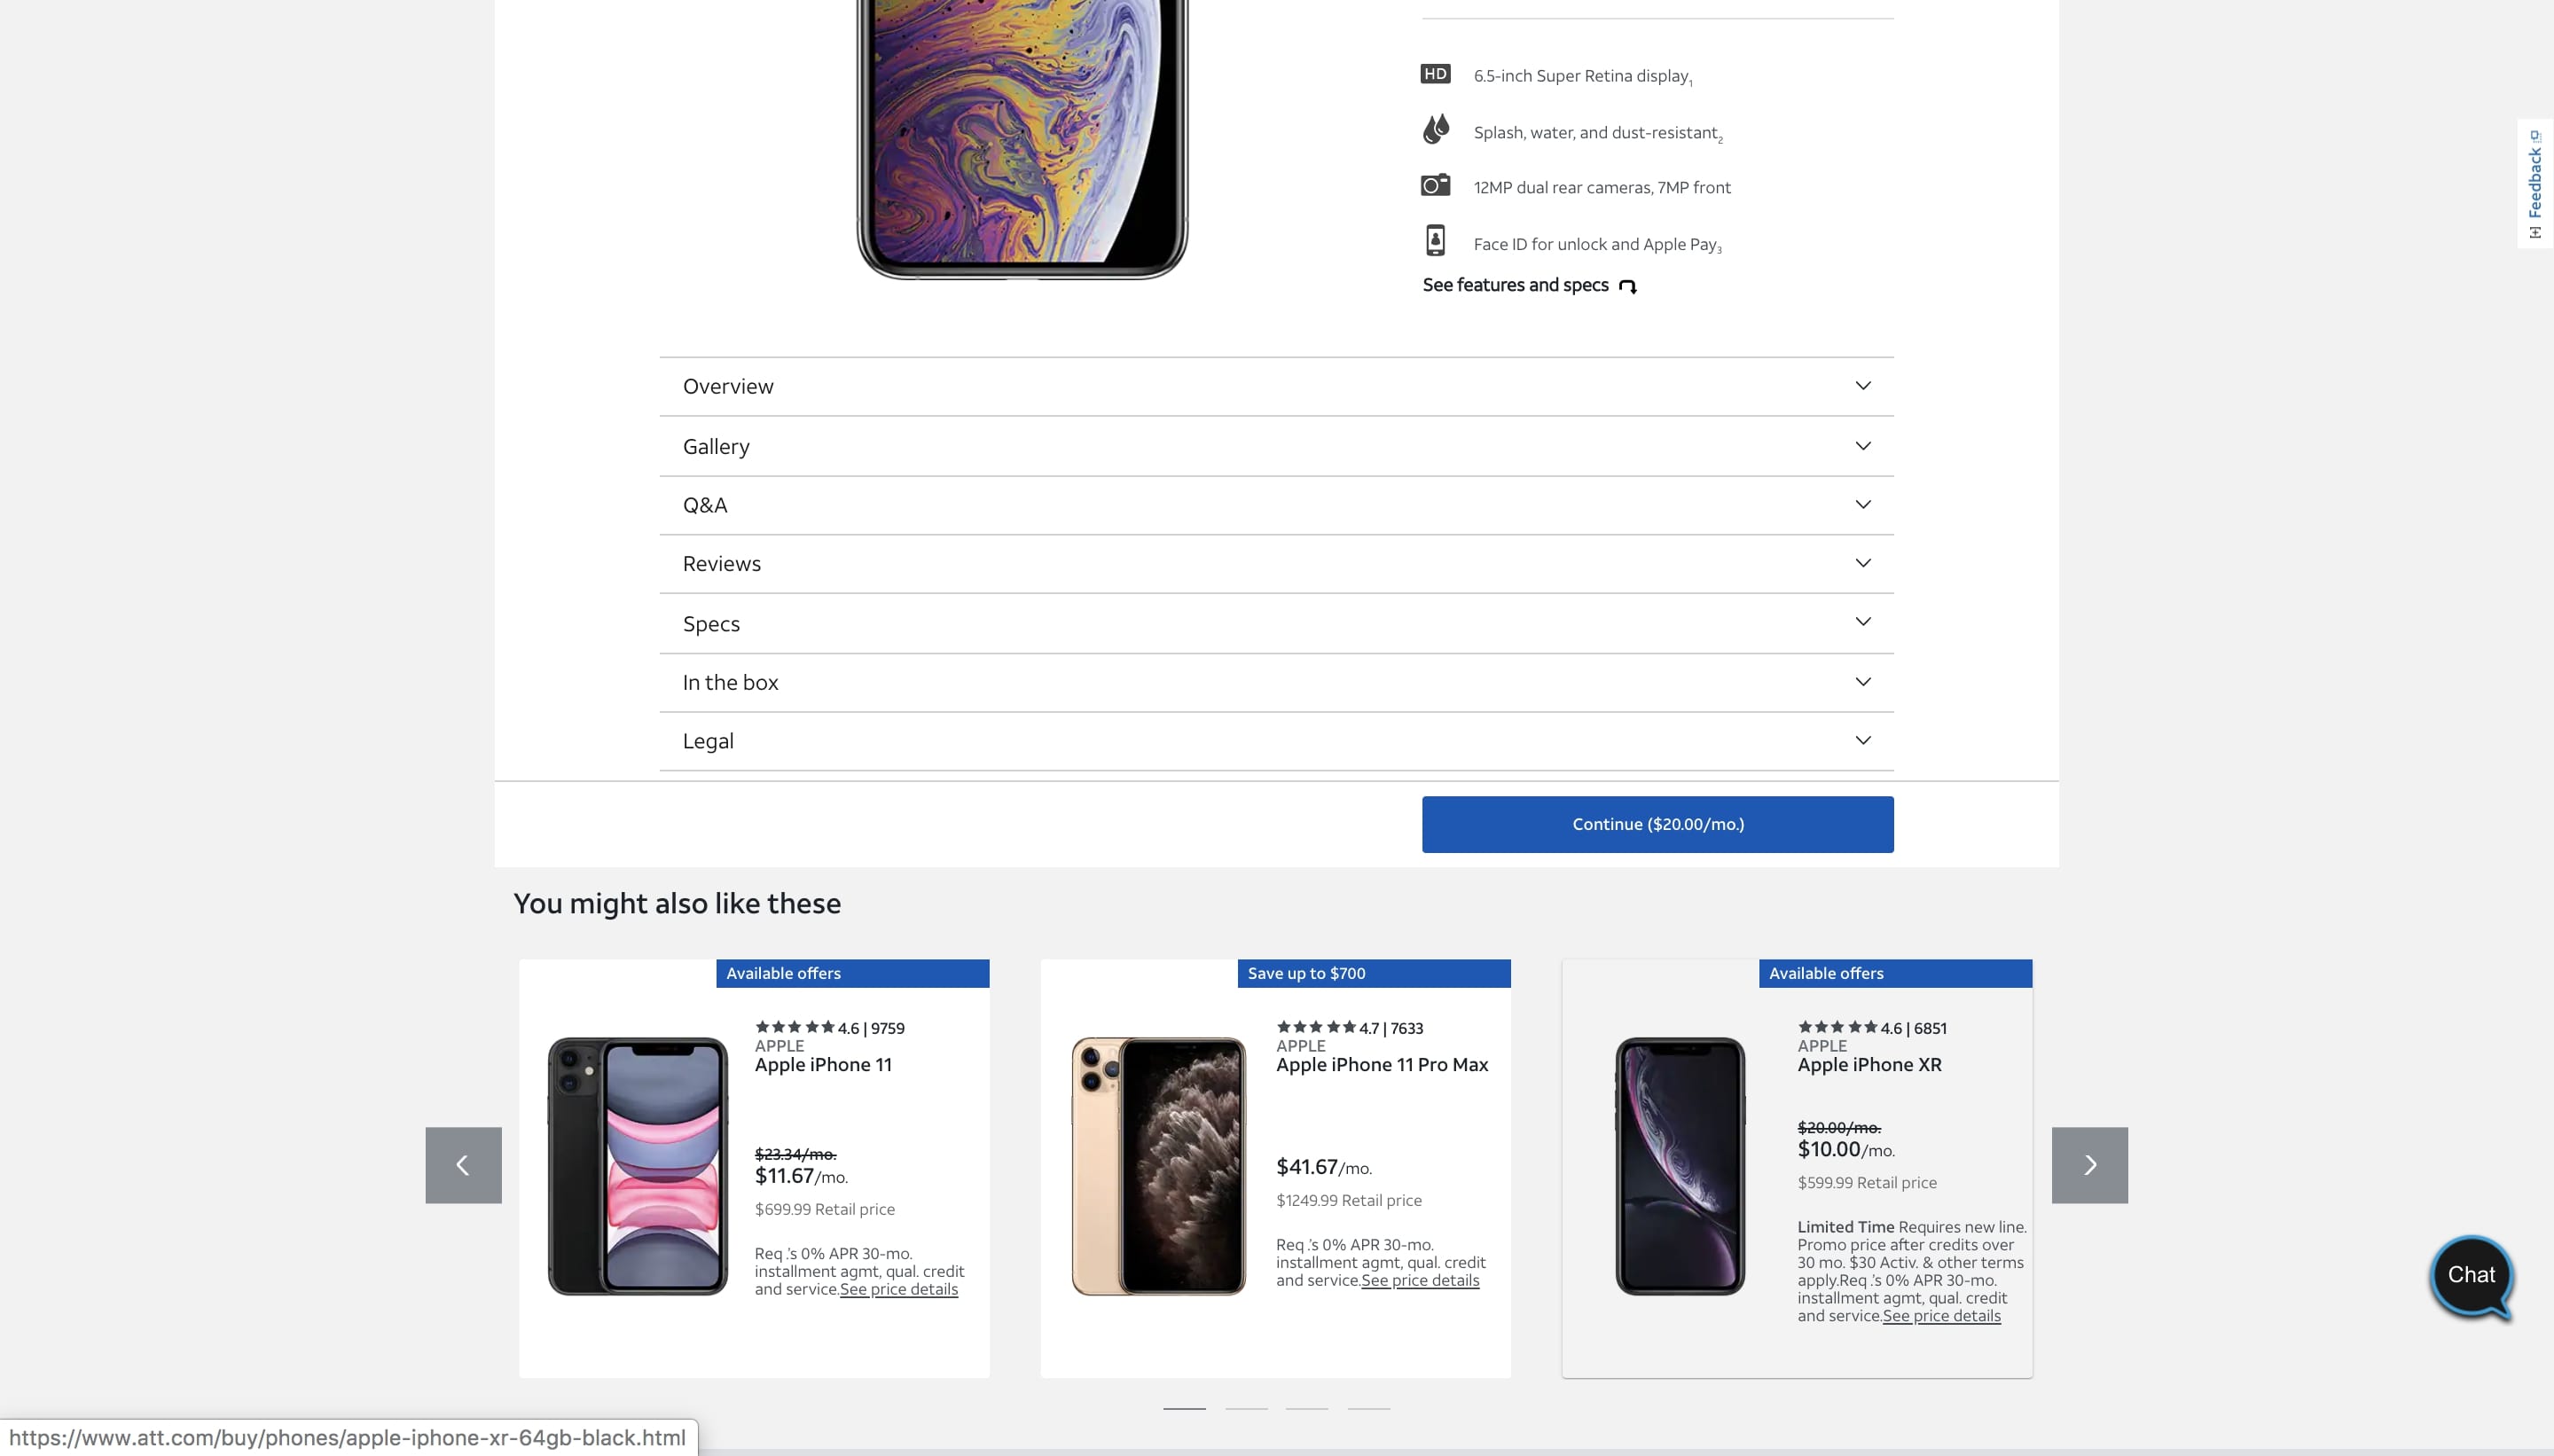 HD 6.5-inch Super Retina display1
Splash, water, and dust-resistant2
12MP dual rear cameras, 7MP front
Face ID for unlock and Apple Pay3
See features and specs
[+] Feedback
Overview
Gallery
Q&A
Reviews
Specs
In the box
Legal
Continue ($20.00/mo.)
You might also like these
Available offers
4.6 | 9759
APPLE
Apple iPhone 11
$23.34/mo.
$11.67/mo.
$699.99 Retail price
Req .'s 0% APR 30-mo.
installment agmt, qual. credit
and service.See price details
Save up to $700
4.7 | 7633
APPLE
Apple iPhone 11 Pro Max
$41.67/mo.
$1249.99 Retail price
Req .'s 0% APR 30-mo.
installment agmt, qual. credit
and service.See price details
Available offers
4.6 | 6851
APPLE
Apple iPhone XR
$20.00/mo.
$10.00/mo.
$599.99 Retail price
Limited Time Requires new line.
Promo price after credits over
30 mo. $30 Activ. & other terms
apply.Req .'s 0% APR 30-mo.
installment agmt, qual. credit
and service.See price details
Chat
https://www.att.com/buy/phones/apple-iphone-xr-64gb-black.html